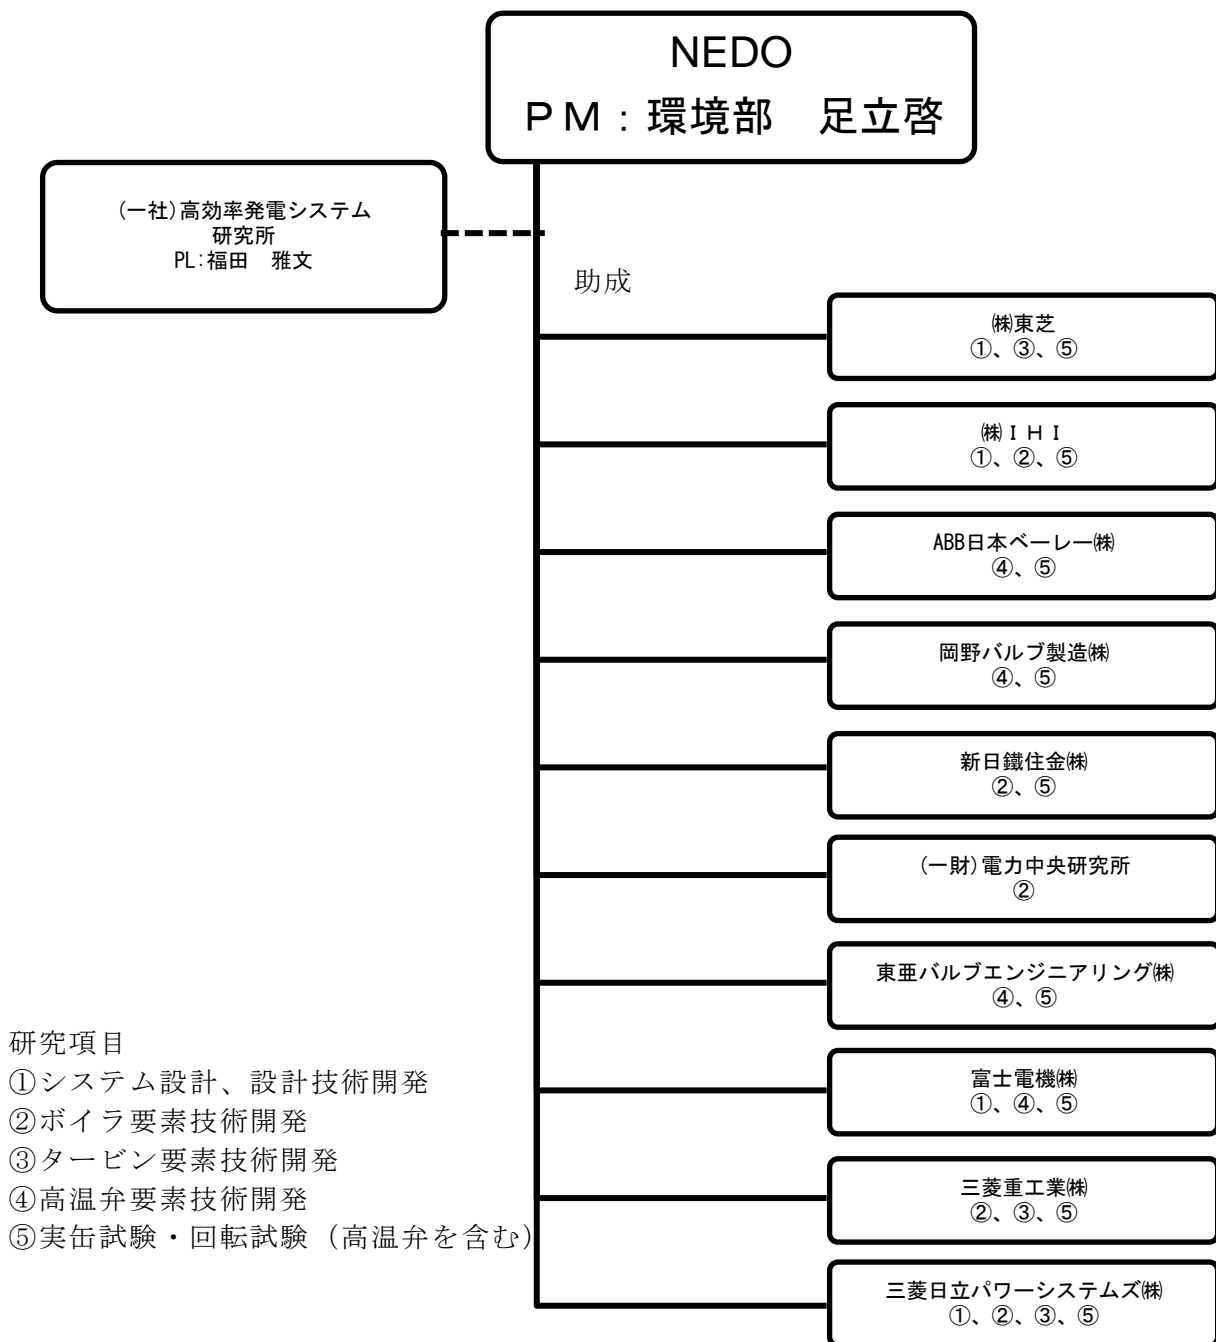 NEDO
ＰＭ：環境部　足立啓
(一社)高効率発電システム
研究所
PL:福田　雅文
助成
㈱東芝
①、③、⑤
㈱ＩＨＩ
①、②、⑤
ABB日本ベーレー㈱
④、⑤
岡野バルブ製造㈱
④、⑤
新日鐵住金㈱
②、⑤
(一財)電力中央研究所
②
東亜バルブエンジニアリング㈱
④、⑤
富士電機㈱
①、④、⑤
三菱重工業㈱
②、③、⑤
三菱日立パワーシステムズ㈱
①、②、③、⑤
研究項目
①システム設計、設計技術開発
②ボイラ要素技術開発
③タービン要素技術開発
④高温弁要素技術開発
⑤実缶試験・回転試験（高温弁を含む）